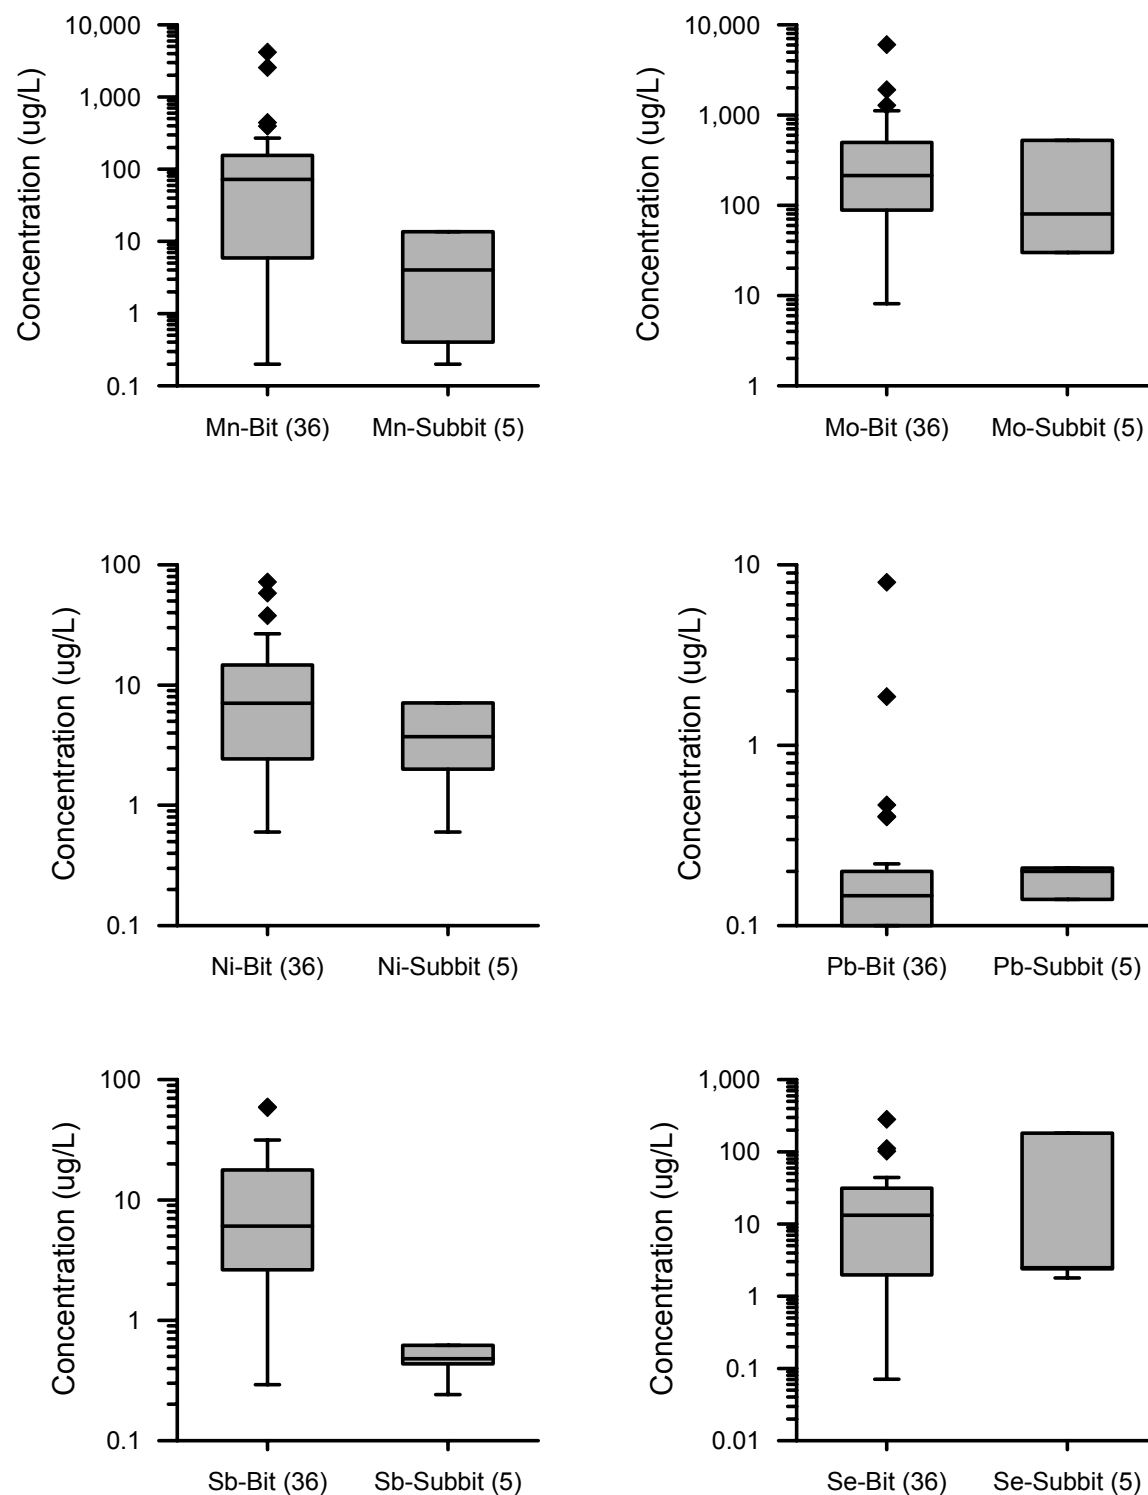 Concentration (ug/L)
10,000
1,000
100
10
1
0.1
Mn-Bit (36) Mn-Subbit (5)
Concentration (ug/L)
10,000
1,000
100
10
1
Mo-Bit (36) Mo-Subbit (5)
Concentration (ug/L)
100
10
1
0.1
Ni-Bit (36) Ni-Subbit (5)
Concentration (ug/L)
10
1
0.1
Pb-Bit (36) Pb-Subbit (5)
Concentration (ug/L)
100
10
1
0.1
Sb-Bit (36) Sb-Subbit (5)
Concentration (ug/L)
1,000
100
10
1
0.1
0.01
Se-Bit (36) Se-Subbit (5)